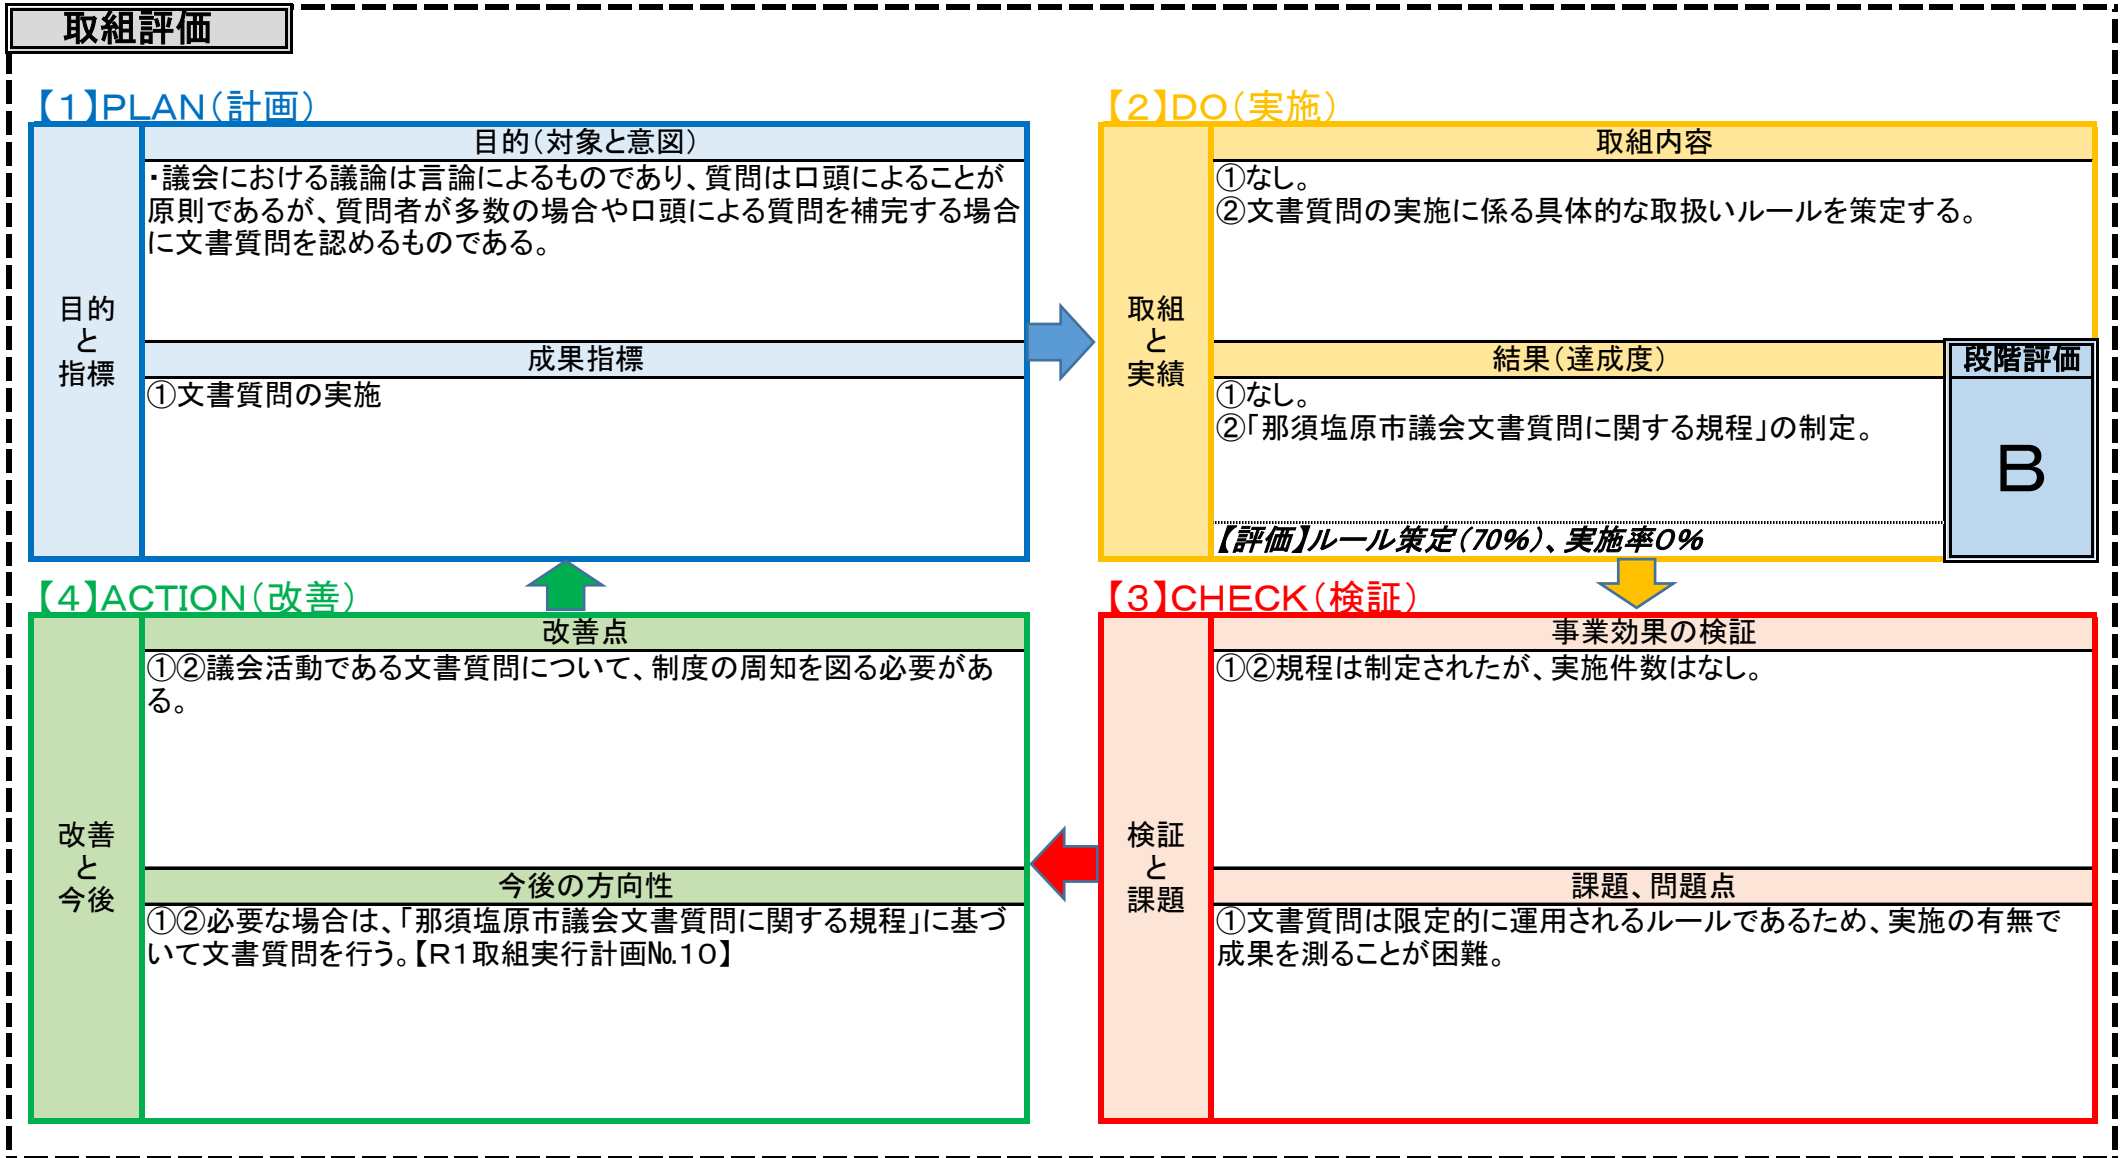 取組評価
【１】PLAN（計画）
目的
と
指標
目的（対象と意図）
・議会における議論は言論によるものであり、質問は口頭によることが
原則であるが、質問者が多数の場合や口頭による質問を補完する場合
に文書質問を認めるものである。
成果指標
①文書質問の実施
【２】DO（実施）
取組
と
実績
取組内容
①なし。
②文書質問の実施に係る具体的な取扱いルールを策定する。
結果（達成度）
①なし。
②「那須塩原市議会文書質問に関する規程」の制定。
【評価】ルール策定（70％）、実施率０％
段階評価
B
【３】CHECK（検証）
検証
と
課題
事業効果の検証
①②規程は制定されたが、実施件数はなし。
課題、問題点
①文書質問は限定的に運用されるルールであるため、実施の有無で
成果を測ることが困難。
【４】ACTION（改善）
改善
と
今後
改善点
①②議会活動である文書質問について、制度の周知を図る必要があ
る。
今後の方向性
①②必要な場合は、「那須塩原市議会文書質問に関する規程」に基づ
いて文書質問を行う。【Ｒ１取組実行計画№１０】